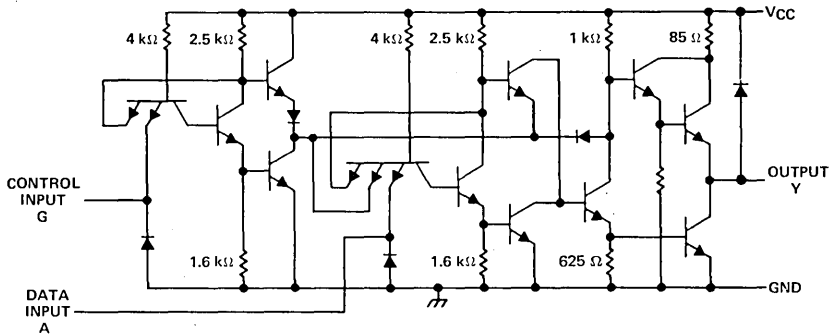 VCC
4 kΩ
2.5 kΩ
4 kΩ
2.5 kΩ
1 kΩ
85 Ω
CONTROL
INPUT
G
OUTPUT
Y
1.6 kΩ
1.6 kΩ
625 Ω
GND
DATA
INPUT
A